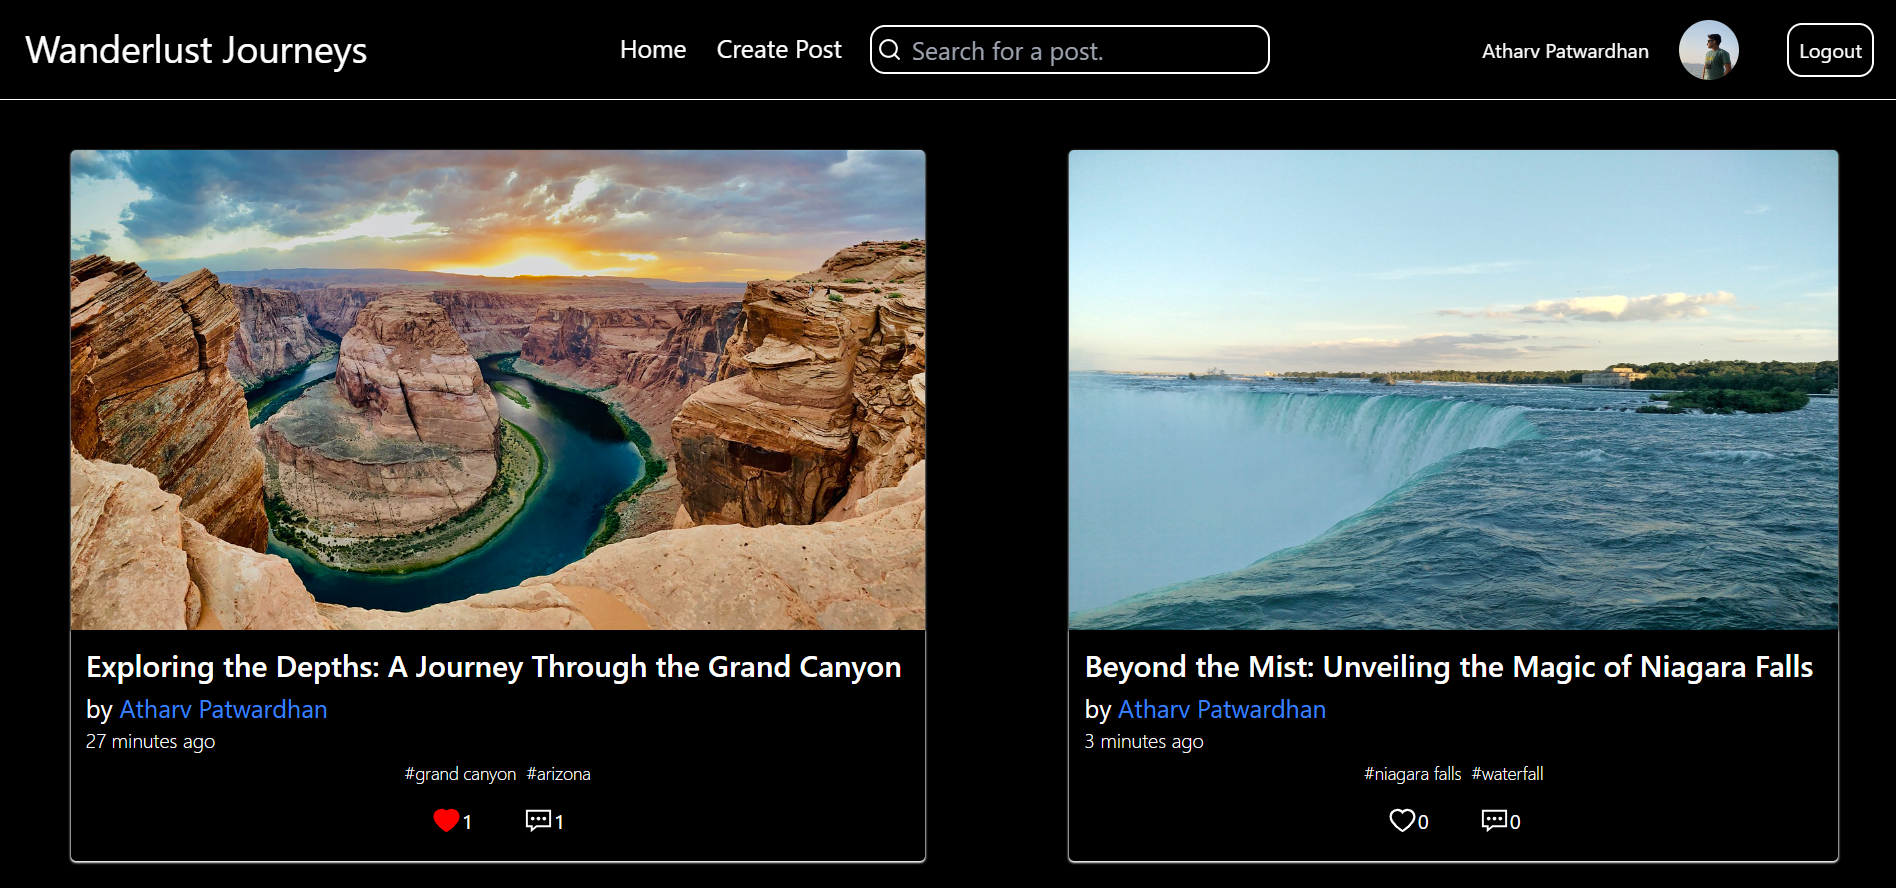 Wanderlust Journeys
Home
Create Post
Search for a post.
Atharv Patwardhan
Logout
Exploring the Depths: A Journey Through the Grand Canyon
by Atharv Patwardhan
27 minutes ago
#grand canyon #arizona
1
1
Beyond the Mist: Unveiling the Magic of Niagara Falls
by Atharv Patwardhan
3 minutes ago
#niagara falls #waterfall
0
0